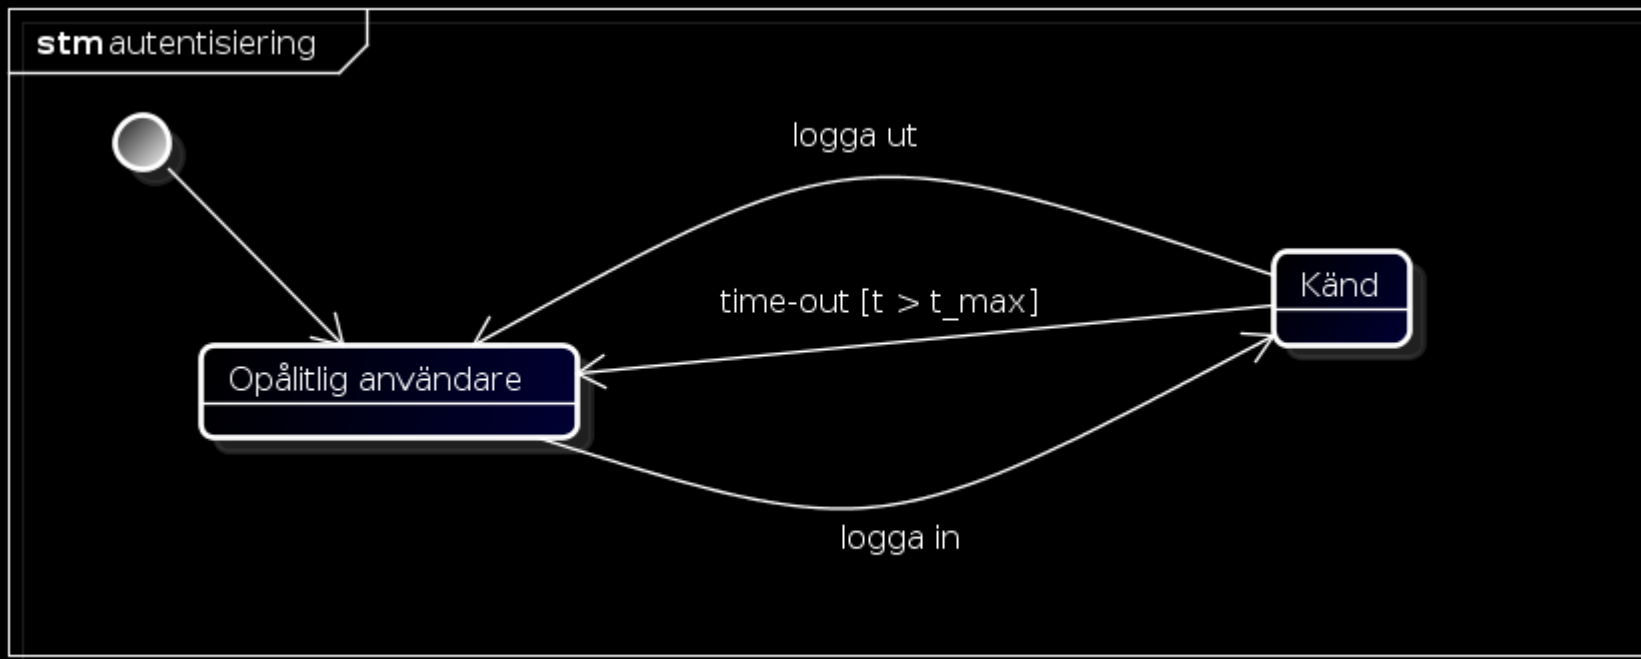 stm autentisiering
logga ut
time-out [t > t_max]
Känd
Opålitlig användare
logga in